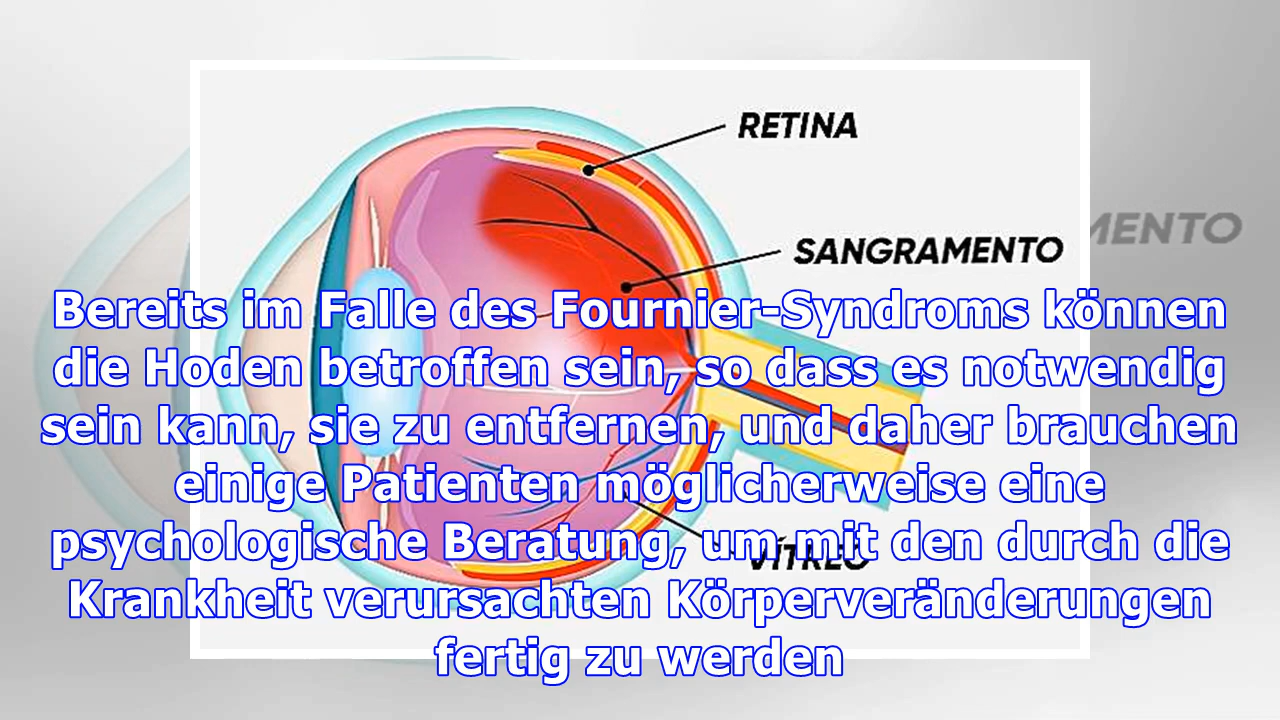 RETINA
SANGRAMENTO
MENTO
Bereits im Falle des Fournier-Syndroms können
die Hoden betroffen sein, so dass es notwendig
sein kann, sie zu entfernen, und daher brauchen
einige Patienten möglicherweise eine
psychologische Beratung, um mit den durch die
VÍTREO
Krankheit verursachten Körperveränderungen
fertig zu werden